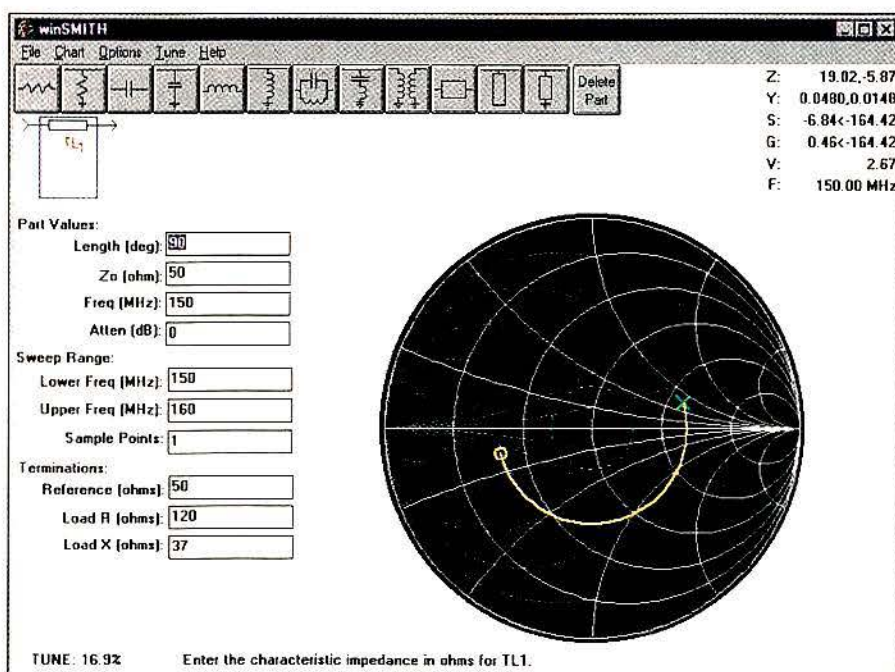 winSMITH
File Chart Options Tune Help
Delete
Part
Z: 19.02,-5.87
Y: 0.0480,0.0148
S: -6.84<-164.42
G: 0.46<-164.42
V: 2.67
F: 150.00 MHz
TL1
Part Values:
Length (deg): 90
Zo (ohm): 50
Freq (MHz): 150
Atten (dB): 0
Sweep Range:
Lower Freq (MHz): 150
Upper Freq (MHz): 160
Sample Points: 1
Terminations:
Reference (ohms): 50
Load R (ohms): 120
Load X (ohms): 37
TUNE: 16.9% Enter the characteristic impedance in ohms for TL1.